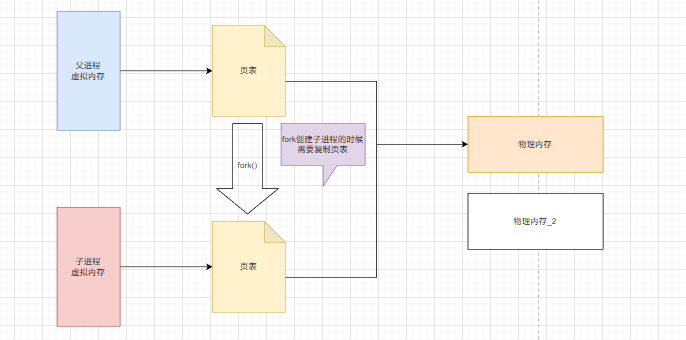 父进程
虚拟内存
页表
fork()
fork创建子进程的时候
需要复制页表
物理内存
物理内存_2
子进程
虚拟内存
页表